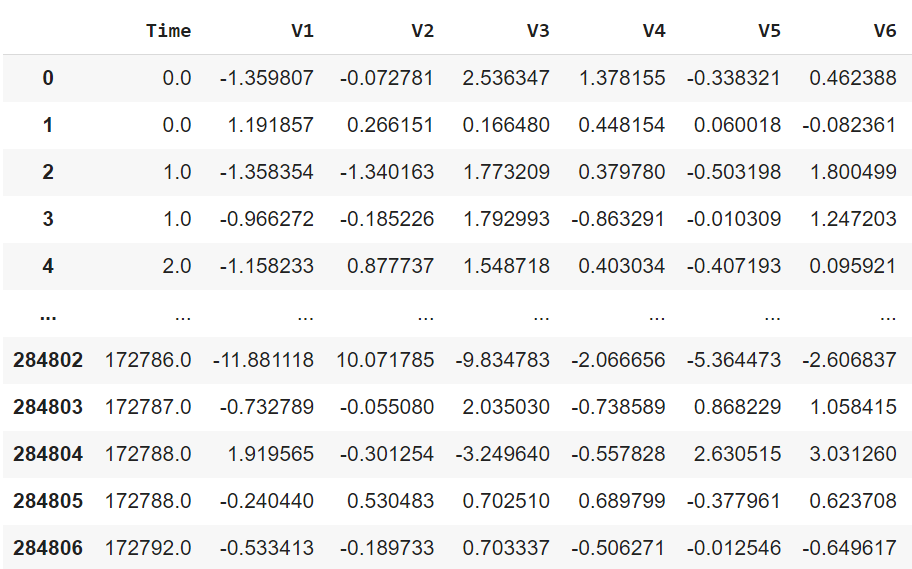 Time V1 V2 V3 V4 V5 V6
0 0.0 -1.359807 -0.072781 2.536347 1.378155 -0.338321 0.462388
1 0.0 1.191857 0.266151 0.166480 0.448154 0.060018 -0.082361
2 1.0 -1.358354 -1.340163 1.773209 0.379780 -0.503198 1.800499
3 1.0 -0.966272 -0.185226 1.792993 -0.863291 -0.010309 1.247203
4 2.0 -1.158233 0.877737 1.548718 0.403034 -0.407193 0.095921
... ... ... ... ... ... ... ...
284802 172786.0 -11.881118 10.071785 -9.834783 -2.066656 -5.364473 -2.606837
284803 172787.0 -0.732789 -0.055080 2.035030 -0.738589 0.868229 1.058415
284804 172788.0 1.919565 -0.301254 -3.249640 -0.557828 2.630515 3.031260
284805 172788.0 -0.240440 0.530483 0.702510 0.689799 -0.377961 0.623708
284806 172792.0 -0.533413 -0.189733 0.703337 -0.506271 -0.012546 -0.649617